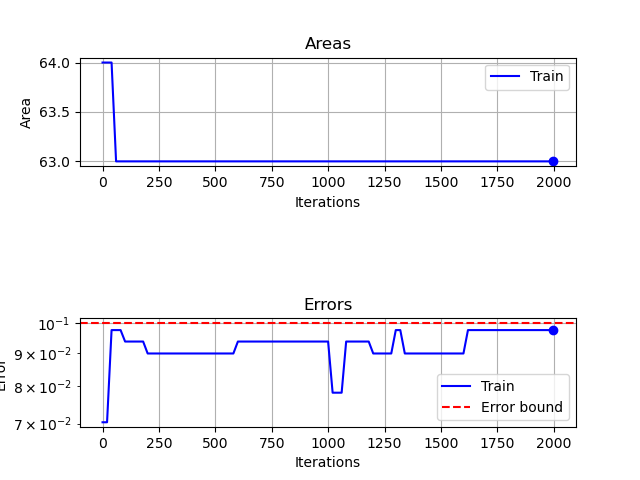 Areas
64.0
63.5
63.0
Area
Train
0 250 500 750 1000 1250 1500 1750 2000
Iterations
Errors
10⁻¹
9 × 10⁻²
8 × 10⁻²
7 × 10⁻²
Error
Train
Error bound
0 250 500 750 1000 1250 1500 1750 2000
Iterations